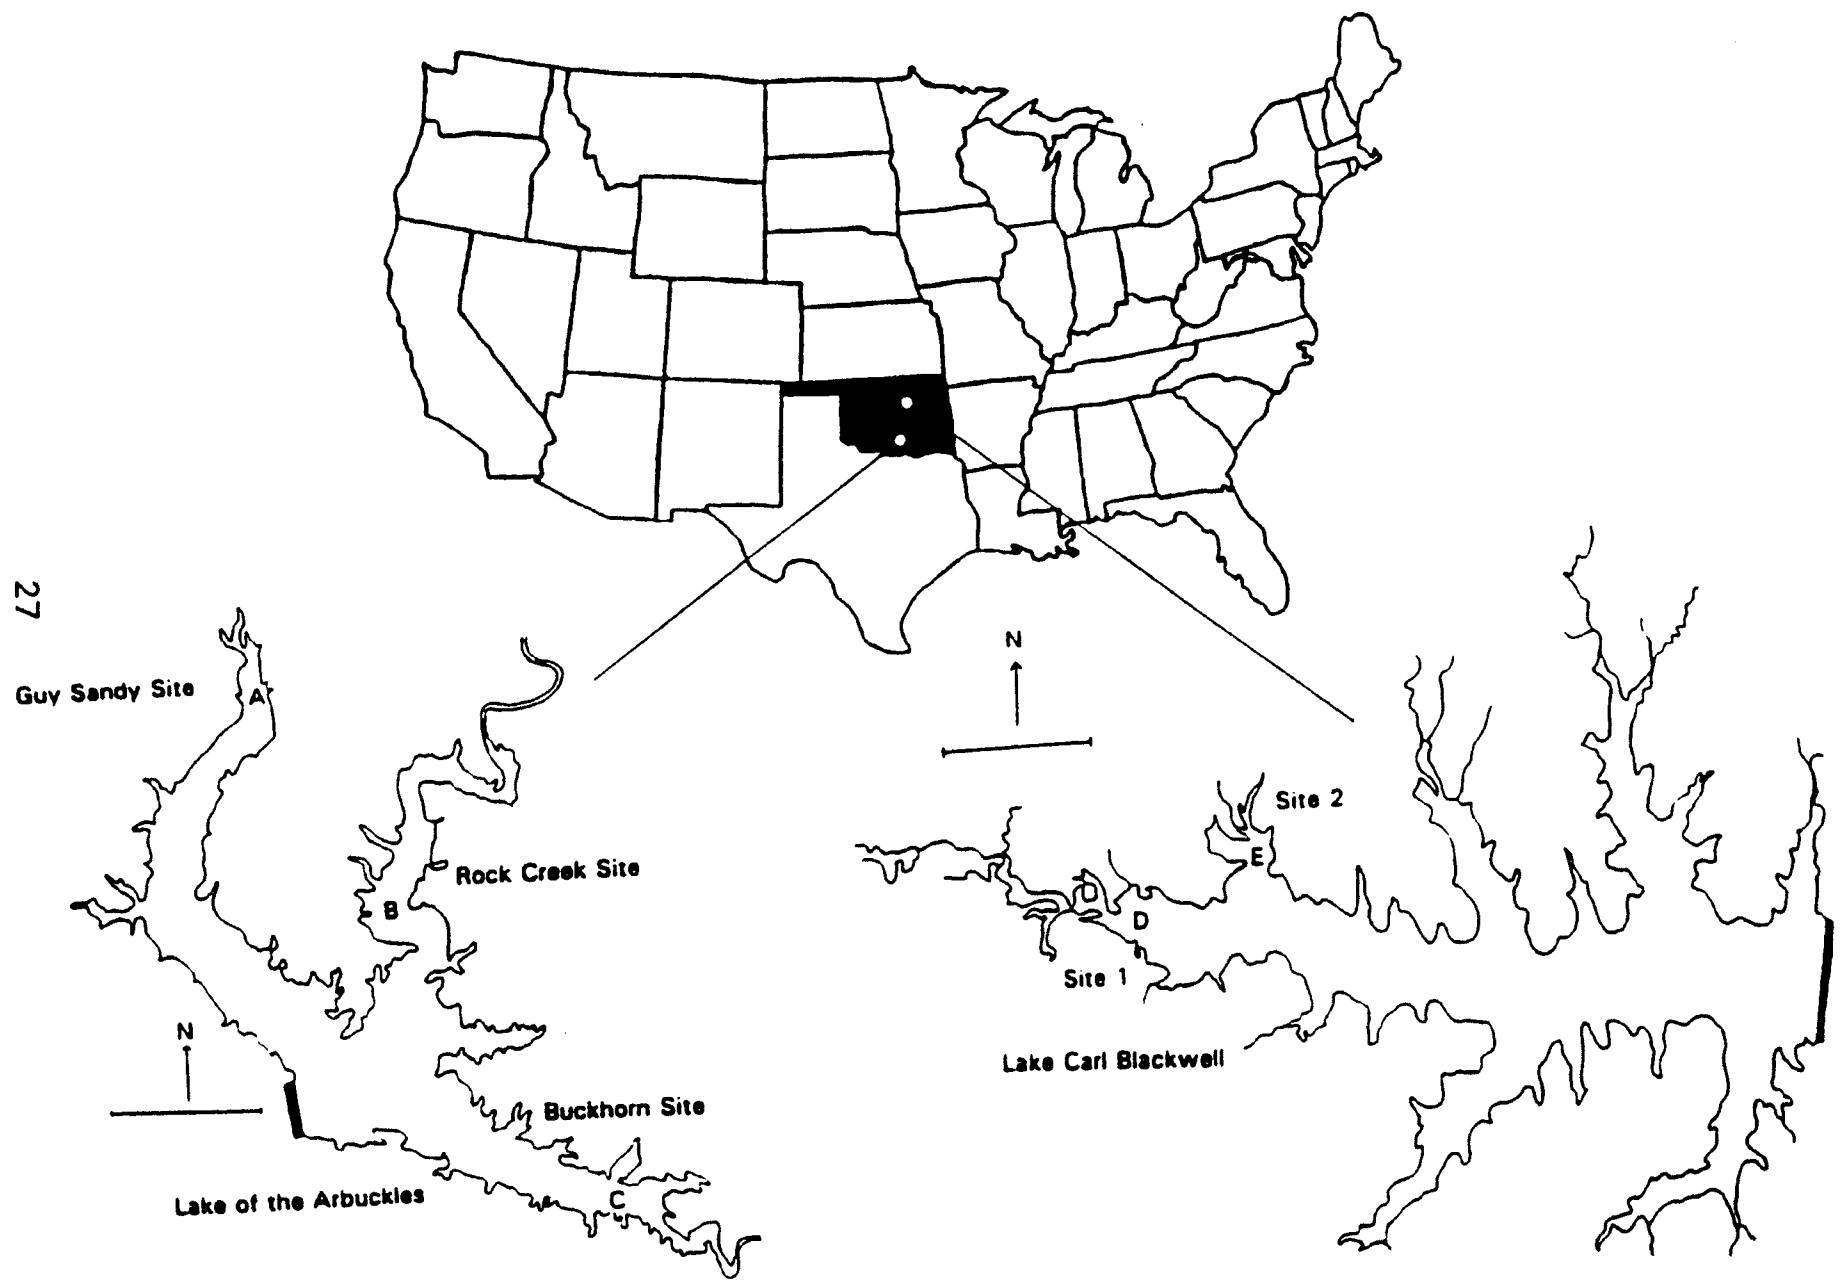 27
N
Guy Sandy Site
A
Site 2
E
Rock Creek Site
B
D
D
Site 1
N
Lake Carl Blackwell
Buckhorn Site
Lake of the Arbuckles
C